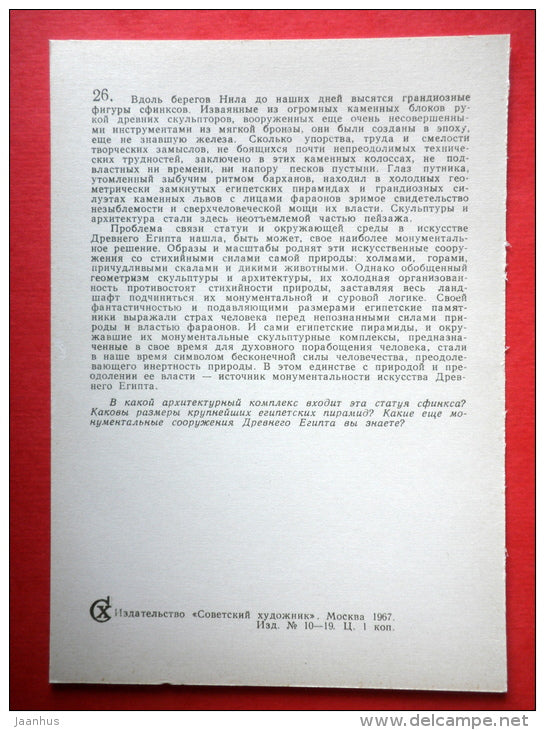 26. Вдоль берегов Нила до наших дней высятся грандиозные
фигуры сфинксов. Изваянные из огромных каменных блоков ру-
кой древних скульпторов, вооруженных еще очень несовершенны-
ми инструментами из мягкой бронзы, они были созданы в эпоху,
еще не знавшую железа. Сколько упорства, труда и смелости
творческих замыслов, не боящихся почти непреодолимых техниче-
ских трудностей, заключено в этих каменных колоссах, не под-
властных ни времени, ни напору песков пустыни. Глаз путника,
утомленный зыбучим ритмом барханов, находил в холодных гео-
метрически замкнутых египетских пирамидах и грандиозных си-
луэтах каменных львов с лицами фараонов зримое свидетельство
незыблемости и сверхчеловеческой мощи их власти. Скульптуры и
архитектура стали здесь неотъемлемой частью пейзажа.
Проблема связи статуи и окружающей среды в искусстве
Древнего Египта нашла, быть может, свое наиболее монументаль-
ное решение. Образы и масштабы роднят эти искусственные соору-
жения со стихийными силами самой природы: холмами, горами,
причудливыми скалами и дикими животными. Однако обобщенный
геометризм скульптуры и архитектуры, их холодная организован-
ность противостоят стихийности природы, заставляя весь ланд-
шафт подчиниться их монументальной и суровой логике. Своей
фантастичностью и подавляющими размерами египетские памят-
ники выражали страх человека перед непознанными силами при-
роды и властью фараонов. И сами египетские пирамиды, и окру-
жавшие их монументальные скульптурные комплексы, предназна-
ченные в свое время для духовного порабощения человека, стали
в наше время символом бесконечной силы человечества, преодоле-
вающего инертность природы. В этом единстве с природой и пре-
одолении ее власти — источник монументальности искусства Древ-
него Египта.
В какой архитектурный комплекс входит эта статуя сфинкса?
Каковы размеры крупнейших египетских пирамид? Какие еще мо-
нументальные сооружения Древнего Египта вы знаете?
СХ Издательство «Советский художник». Москва 1967.
Изд. № 10—19. Ц. 1 коп.
jaanhus
www.delcampe.net